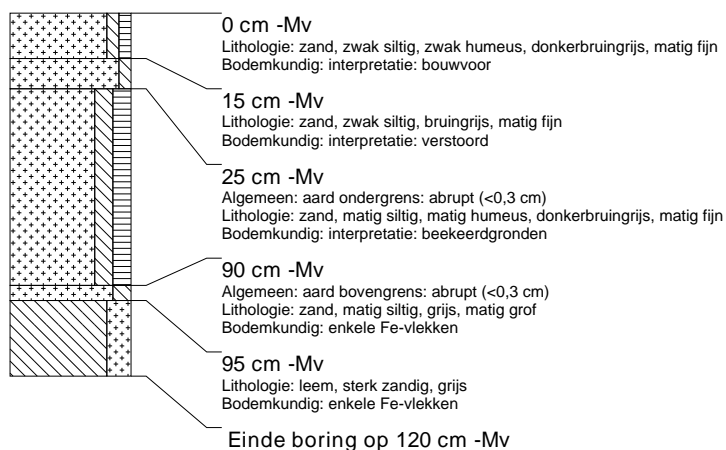 0 cm -Mv
Lithologie: zand, zwak siltig, zwak humeus, donkerbruingrijs, matig fijn
Bodemkundig: interpretatie: bouwvoor
15 cm -Mv
Lithologie: zand, zwak siltig, bruingrijs, matig fijn
Bodemkundig: interpretatie: verstoord
25 cm -Mv
Algemeen: aard ondergrens: abrupt (<0,3 cm)
Lithologie: zand, matig siltig, matig humeus, donkerbruingrijs, matig fijn
Bodemkundig: interpretatie: beekeerdgronden
90 cm -Mv
Algemeen: aard bovengrens: abrupt (<0,3 cm)
Lithologie: zand, matig siltig, grijs, matig grof
Bodemkundig: enkele Fe-vlekken
95 cm -Mv
Lithologie: leem, sterk zandig, grijs
Bodemkundig: enkele Fe-vlekken
Einde boring op 120 cm -Mv